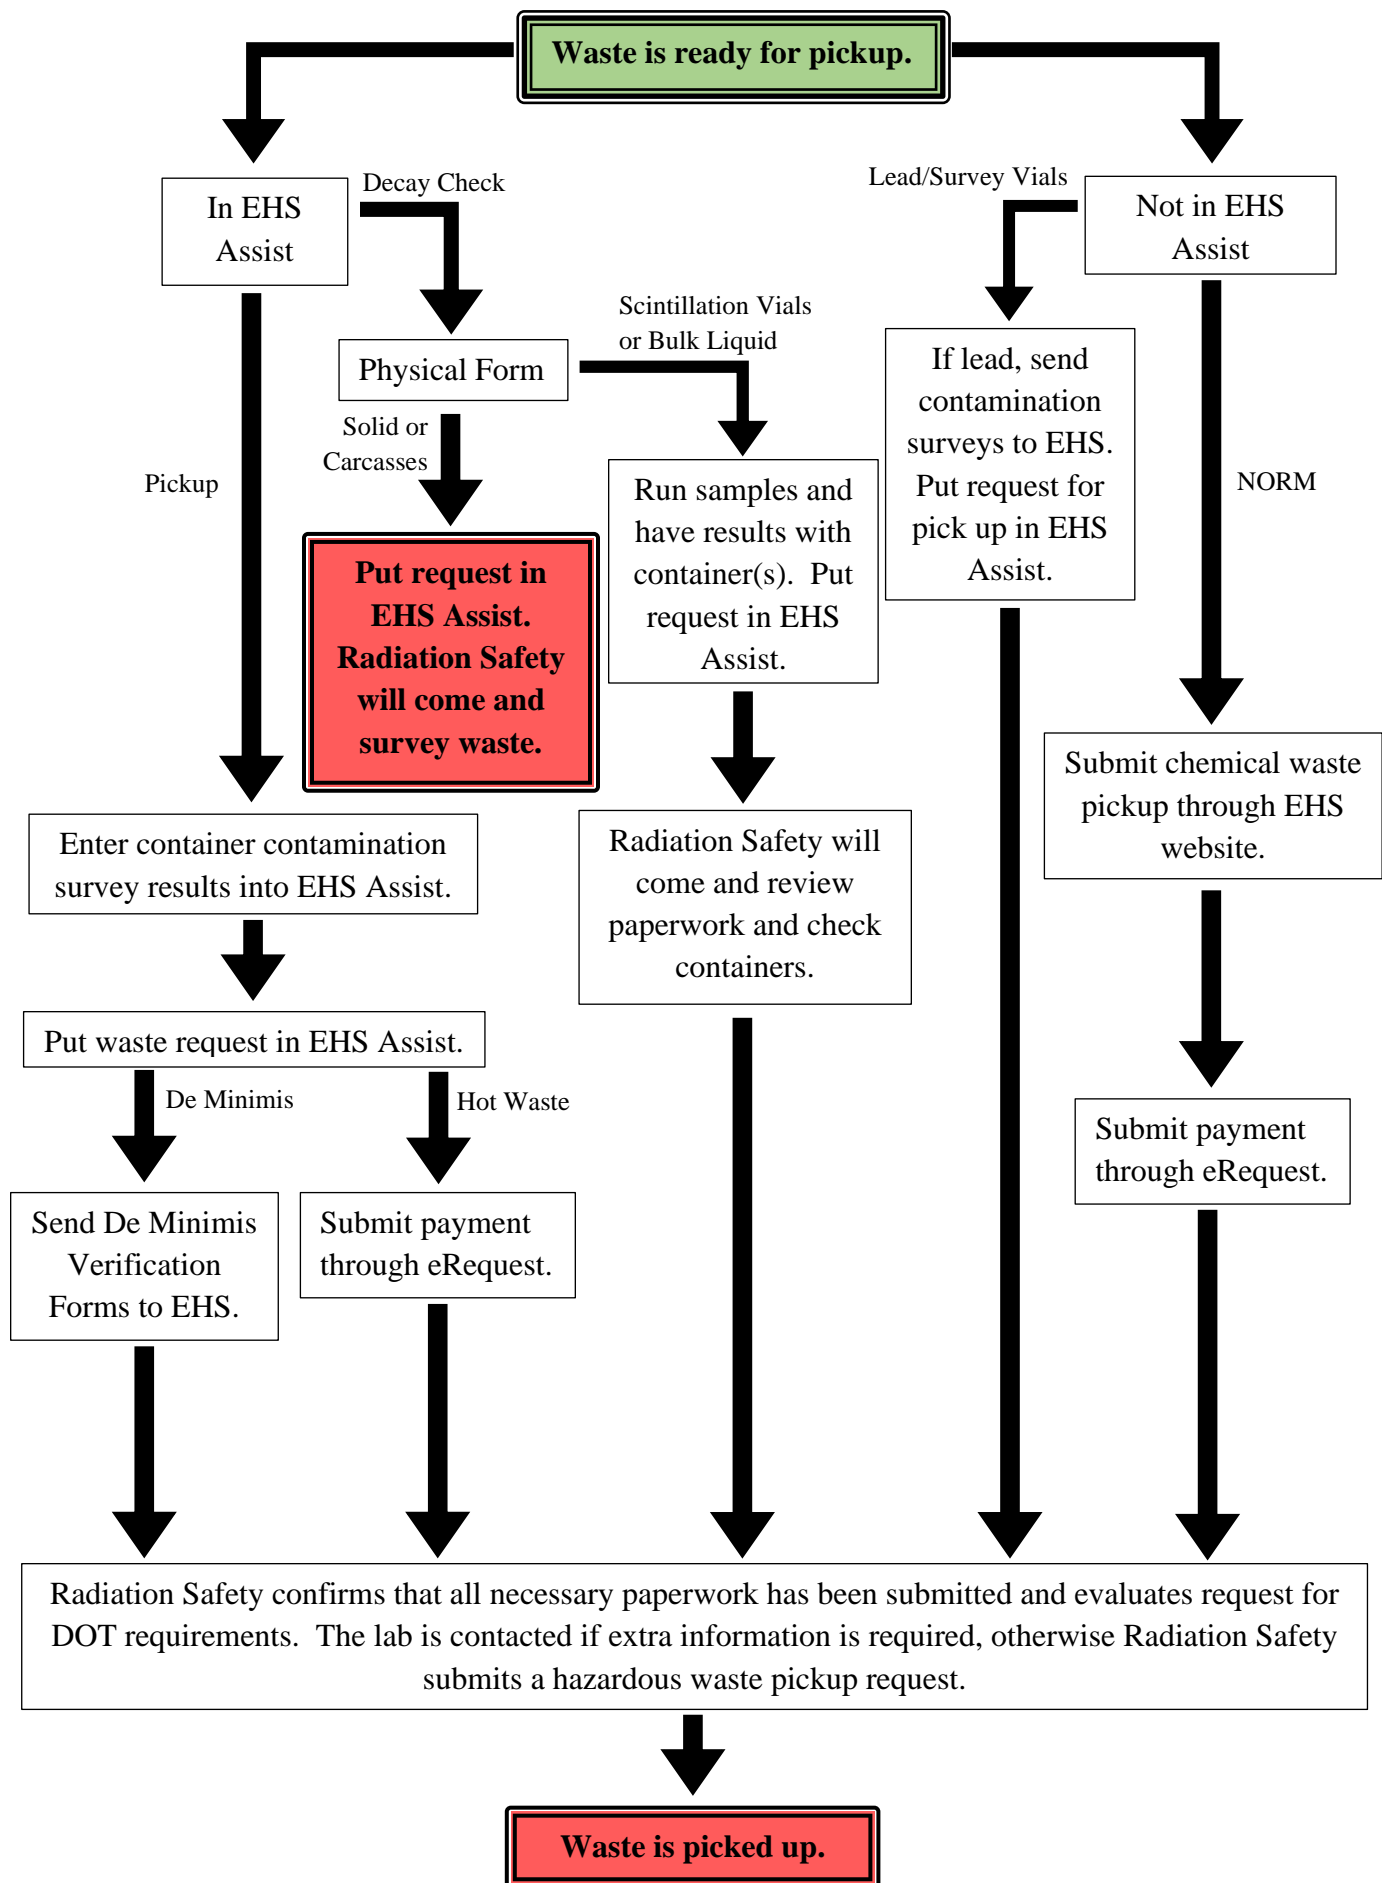 Waste is ready for pickup.
In EHS
Assist
Decay Check
Lead/Survey Vials
Not in EHS
Assist
Physical Form
Scintillation Vials
or Bulk Liquid
If lead, send
contamination
surveys to EHS.
Put request for
pick up in EHS
Assist.
Solid or
Carcasses
Pickup
NORM
Run samples and
have results with
container(s).  Put
request in EHS
Assist.
Put request in
EHS Assist.
Radiation Safety
will come and
survey waste.
Submit chemical waste
pickup through EHS
website.
Enter container contamination
survey results into EHS Assist.
Radiation Safety will
come and review
paperwork and check
containers.
Put waste request in EHS Assist.
De Minimis
Hot Waste
Submit payment
through eRequest.
Send De Minimis
Verification
Forms to EHS.
Submit payment
through eRequest.
Radiation Safety confirms that all necessary paperwork has been submitted and evaluates request for
DOT requirements.  The lab is contacted if extra information is required, otherwise Radiation Safety
submits a hazardous waste pickup request.
Waste is picked up.